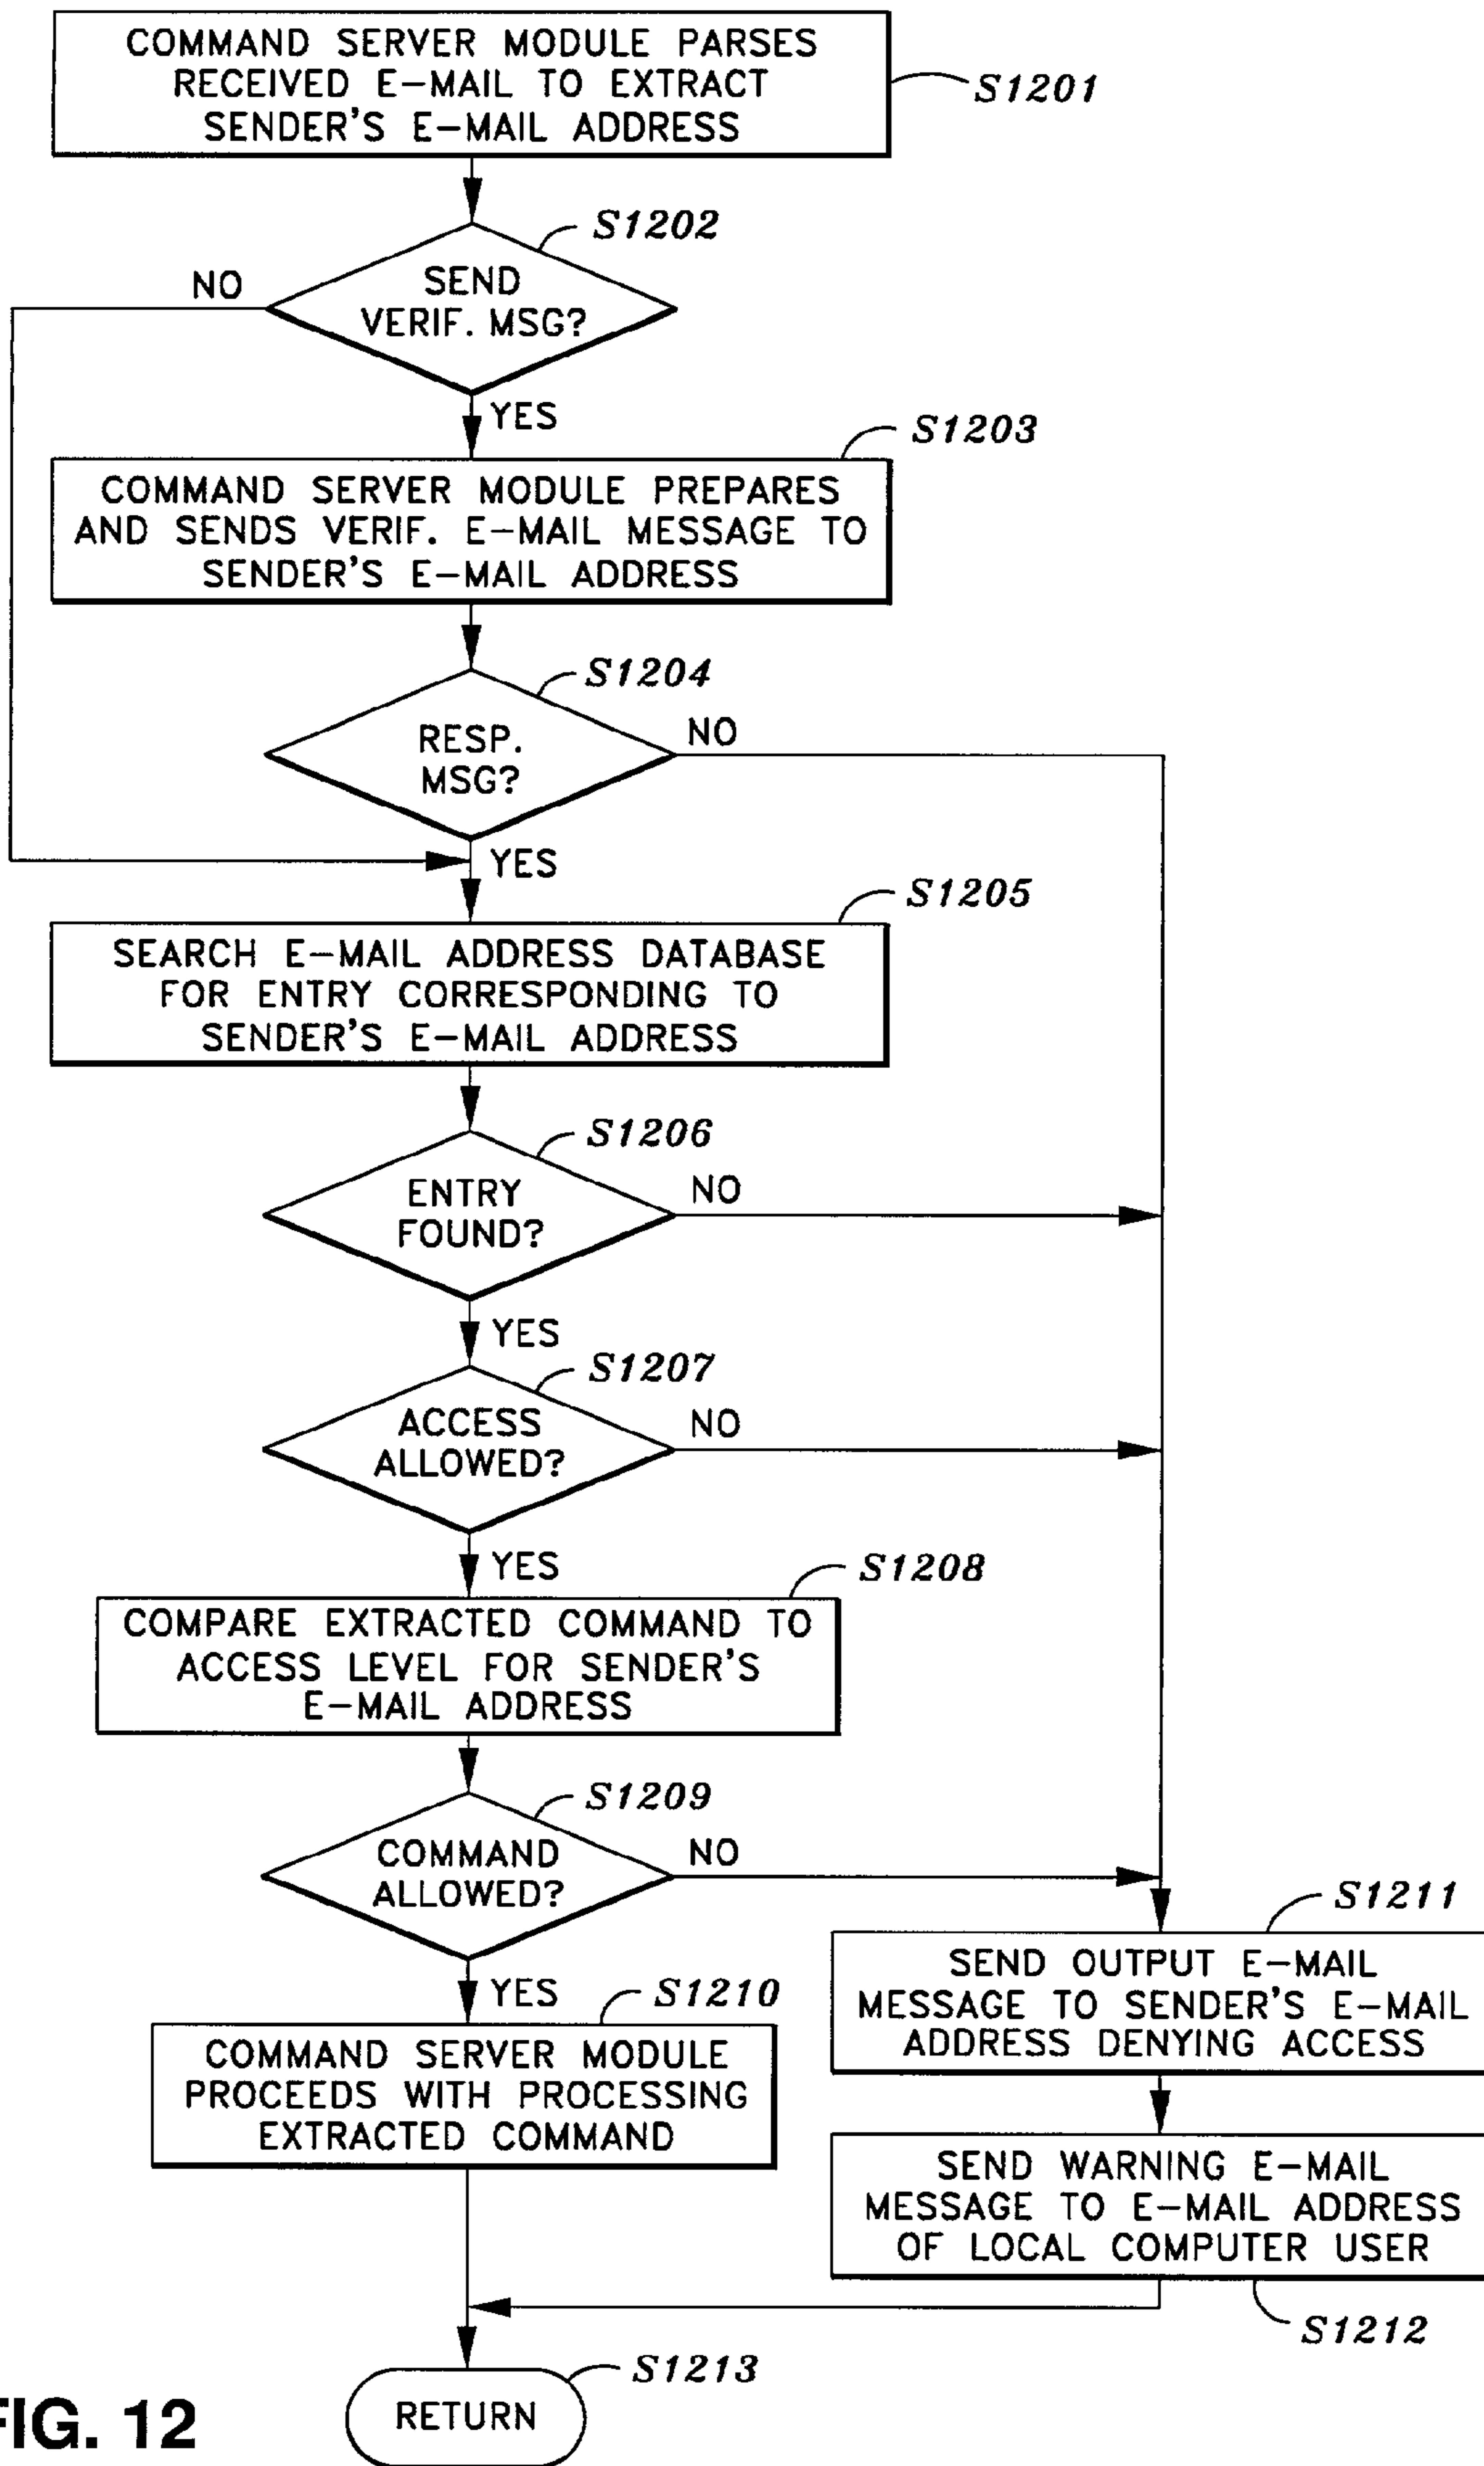 COMMAND SERVER MODULE PARSES
RECEIVED E-MAIL TO EXTRACT
SENDER'S E-MAIL ADDRESS
S1201
S1202
NO
SEND
VERIF. MSG?
YES
S1203
COMMAND SERVER MODULE PREPARES
AND SENDS VERIF. E-MAIL MESSAGE TO
SENDER'S E-MAIL ADDRESS
S1204
RESP.
MSG?
NO
YES
S1205
SEARCH E-MAIL ADDRESS DATABASE
FOR ENTRY CORRESPONDING TO
SENDER'S E-MAIL ADDRESS
S1206
ENTRY
FOUND?
NO
YES
S1207
ACCESS
ALLOWED?
NO
YES
S1208
COMPARE EXTRACTED COMMAND TO
ACCESS LEVEL FOR SENDER'S
E-MAIL ADDRESS
S1209
COMMAND
ALLOWED?
NO
YES
S1210
COMMAND SERVER MODULE
PROCEEDS WITH PROCESSING
EXTRACTED COMMAND
S1211
SEND OUTPUT E-MAIL
MESSAGE TO SENDER'S E-MAIL
ADDRESS DENYING ACCESS
SEND WARNING E-MAIL
MESSAGE TO E-MAIL ADDRESS
OF LOCAL COMPUTER USER
S1212
S1213
RETURN
FIG. 12